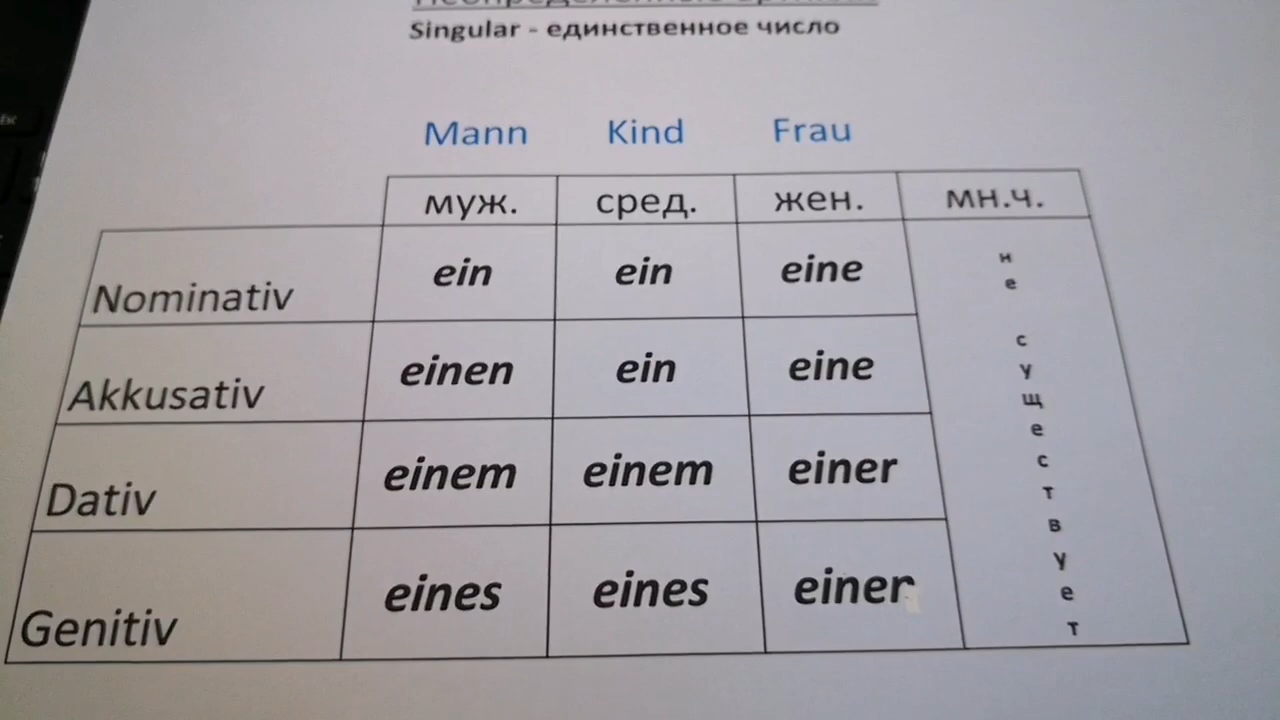 Singular - единственное число
Mann Kind Frau
муж. сред. жен. мн.ч.
Nominativ ein ein eine
Akkusativ einen ein eine
Dativ einem einem einer
Genitiv eines eines einer
не существует